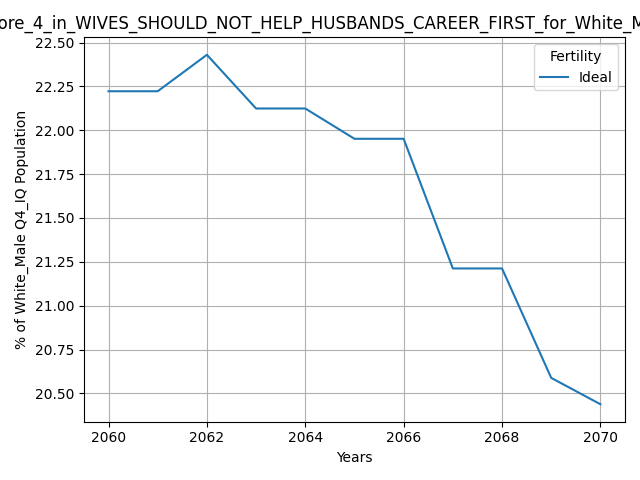 ore_4_in_WIVES_SHOULD_NOT_HELP_HUSBANDS_CAREER_FIRST_for_White_M
22.50
22.25
22.00
21.75
21.50
21.25
21.00
20.75
20.50
% of White_Male Q4_IQ Population
Fertility
Ideal
2060 2062 2064 2066 2068 2070
Years